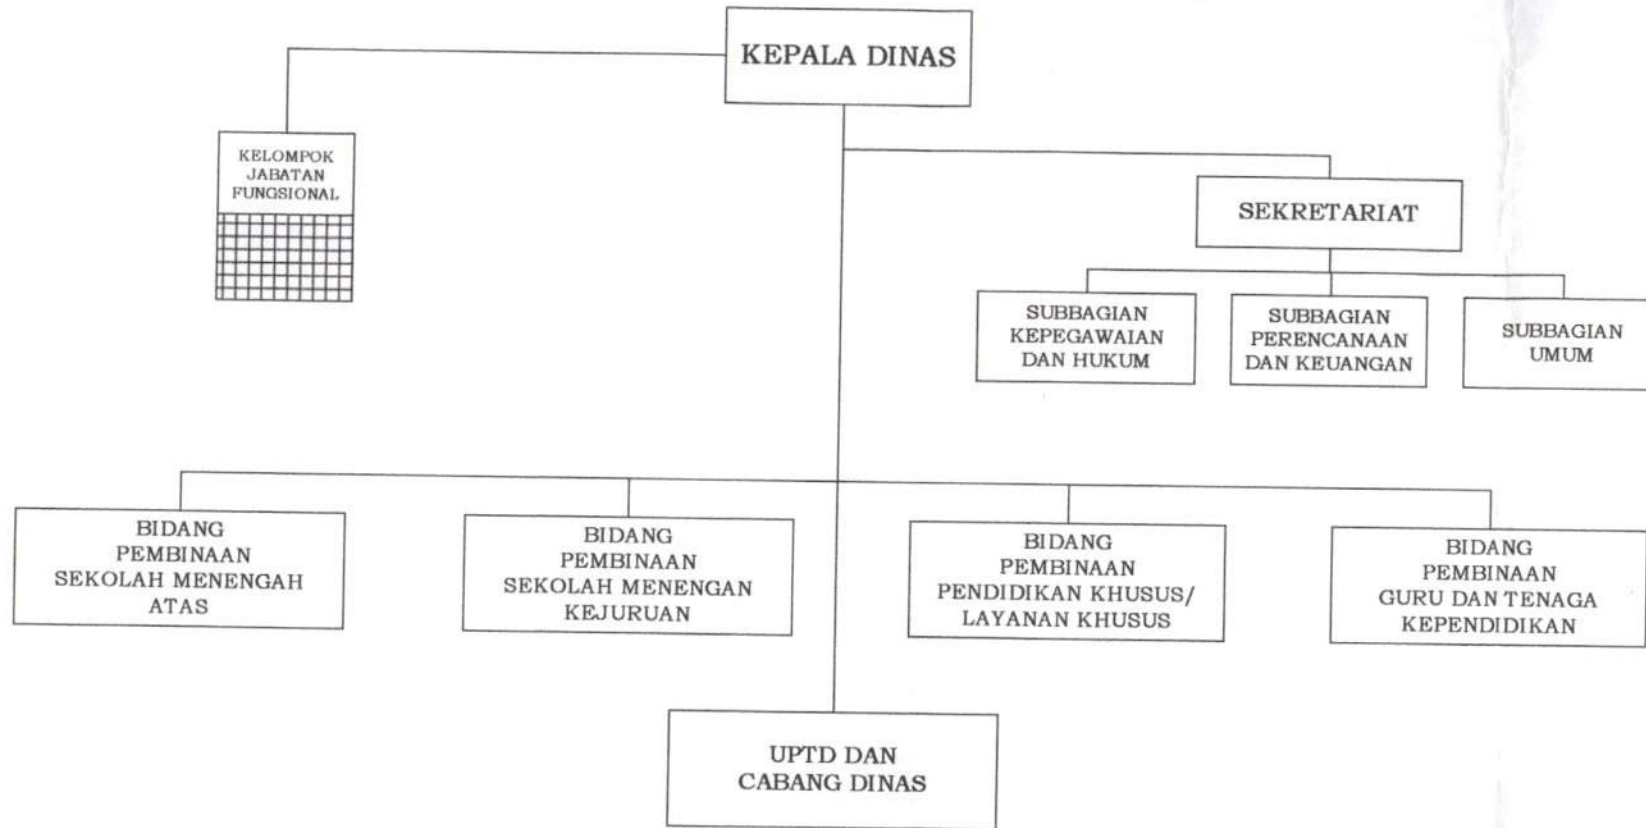 KEPALA DINAS
KELOMPOK
JABATAN
FUNGSIONAL
SEKRETARIAT
SUBBAGIAN
KEPEGAWAIAN
DAN HUKUM
SUBBAGIAN
PERENCANAAN
DAN KEUANGAN
SUBBAGIAN
UMUM
BIDANG
PEMBINAAN
SEKOLAH MENENGAH
ATAS
BIDANG
PEMBINAAN
SEKOLAH MENENGAN
KEJURUAN
BIDANG
PEMBINAAN
PENDIDIKAN KHUSUS/
LAYANAN KHUSUS
BIDANG
PEMBINAAN
GURU DAN TENAGA
KEPENDIDIKAN
UPTD DAN
CABANG DINAS